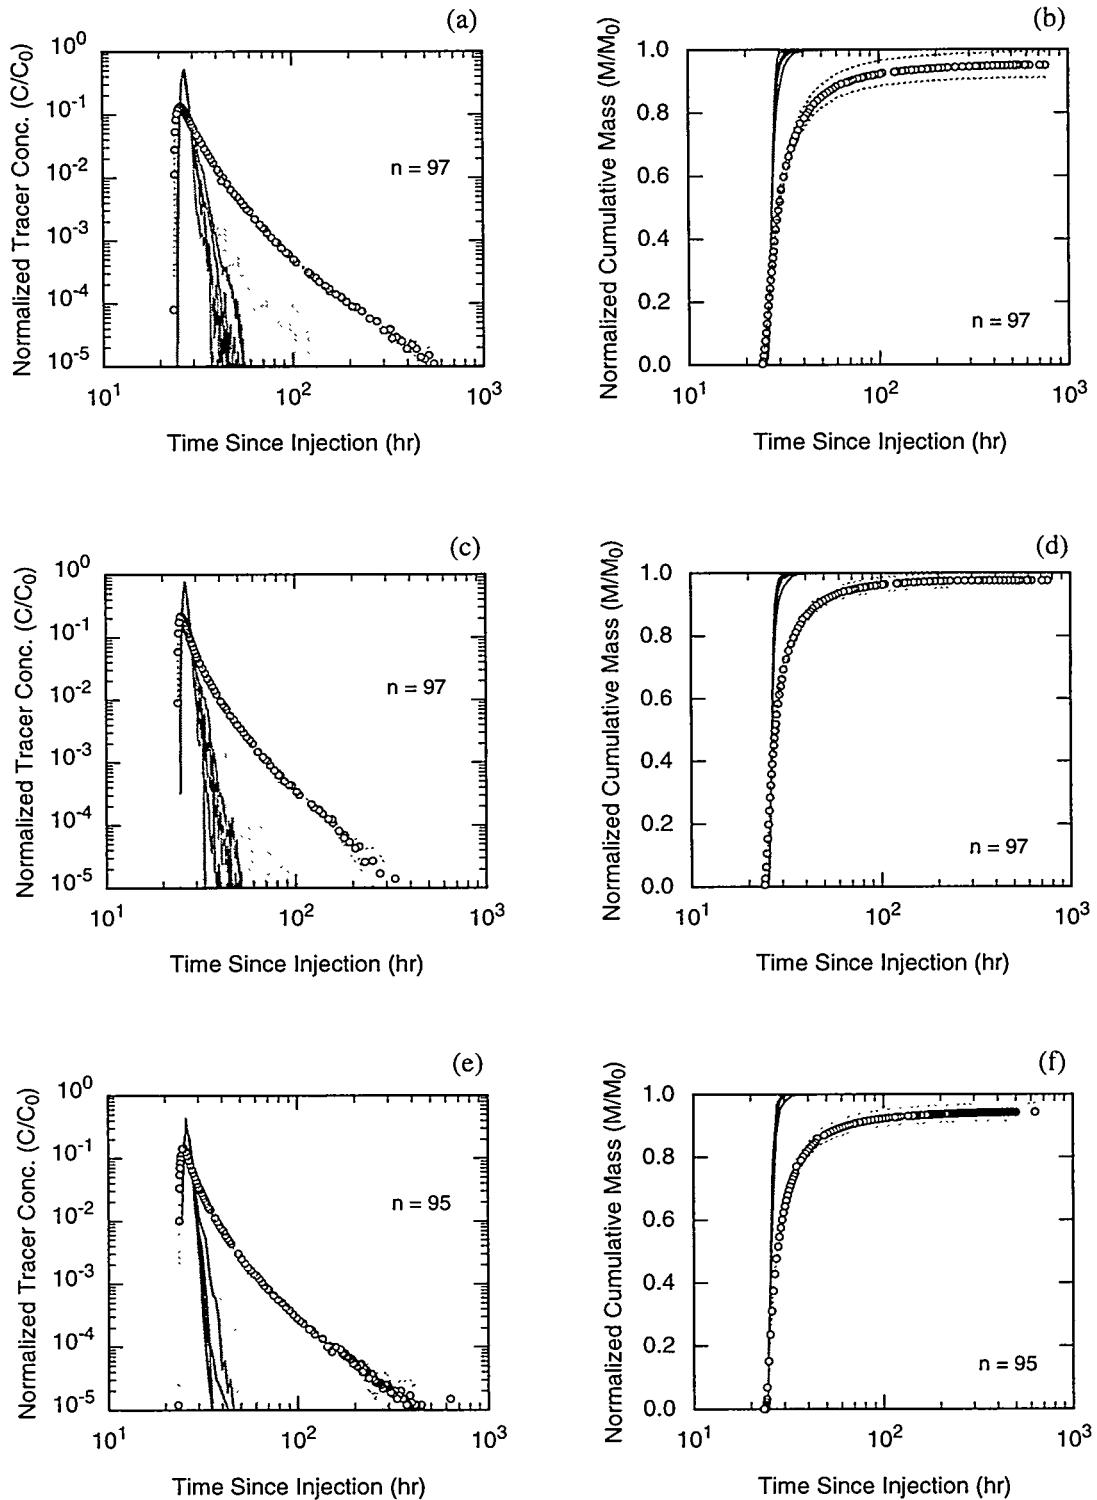 (a)
Normalized Tracer Conc. (C/C0)
10^0
10^-1
10^-2
10^-3
10^-4
10^-5
n = 97
10^1
10^2
10^3
Time Since Injection (hr)
(b)
Normalized Cumulative Mass (M/M0)
1.0
0.8
0.6
0.4
0.2
0.0
n = 97
10^1
10^2
10^3
Time Since Injection (hr)
(c)
Normalized Tracer Conc. (C/C0)
10^0
10^-1
10^-2
10^-3
10^-4
10^-5
n = 97
10^1
10^2
10^3
Time Since Injection (hr)
(d)
Normalized Cumulative Mass (M/M0)
1.0
0.8
0.6
0.4
0.2
0.0
n = 97
10^1
10^2
10^3
Time Since Injection (hr)
(e)
Normalized Tracer Conc. (C/C0)
10^0
10^-1
10^-2
10^-3
10^-4
10^-5
n = 95
10^1
10^2
10^3
Time Since Injection (hr)
(f)
Normalized Cumulative Mass (M/M0)
1.0
0.8
0.6
0.4
0.2
0.0
n = 95
10^1
10^2
10^3
Time Since Injection (hr)